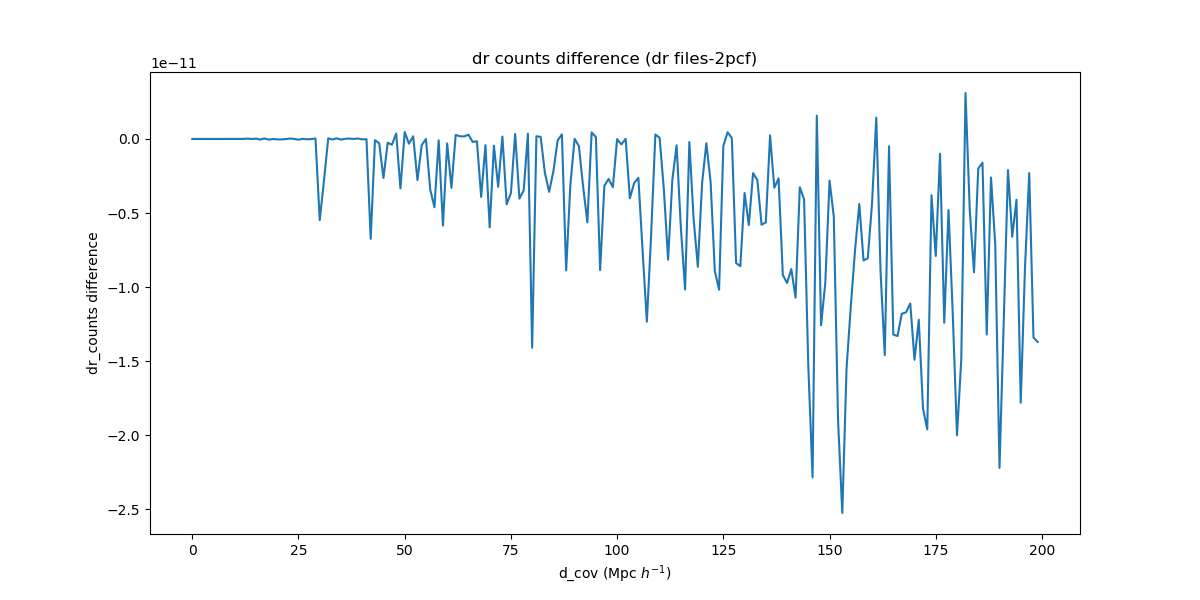 dr counts difference (dr files-2pcf)
1e−11
0.0
−0.5
−1.0
−1.5
−2.0
−2.5
dr_counts difference
0 25 50 75 100 125 150 175 200
d_cov (Mpc h⁻¹)